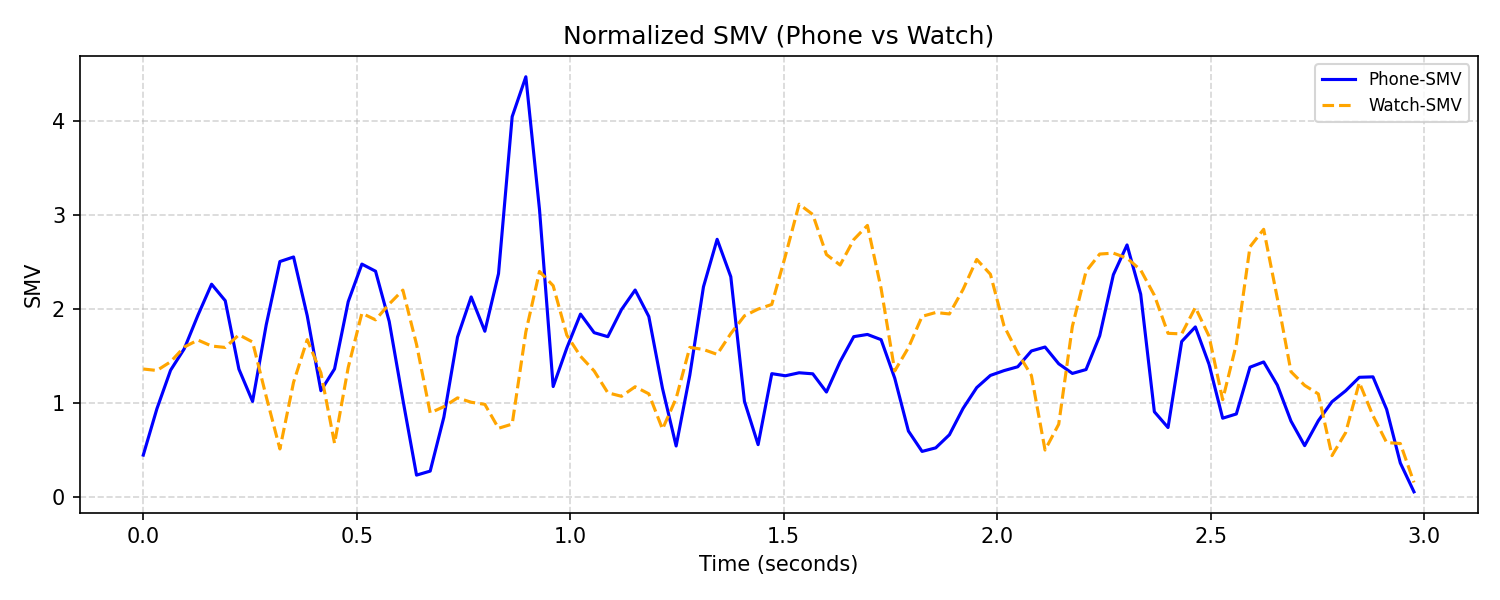 Normalized SMV (Phone vs Watch)
Phone-SMV
Watch-SMV
SMV
4
3
2
1
0
0.0 0.5 1.0 1.5 2.0 2.5 3.0
Time (seconds)